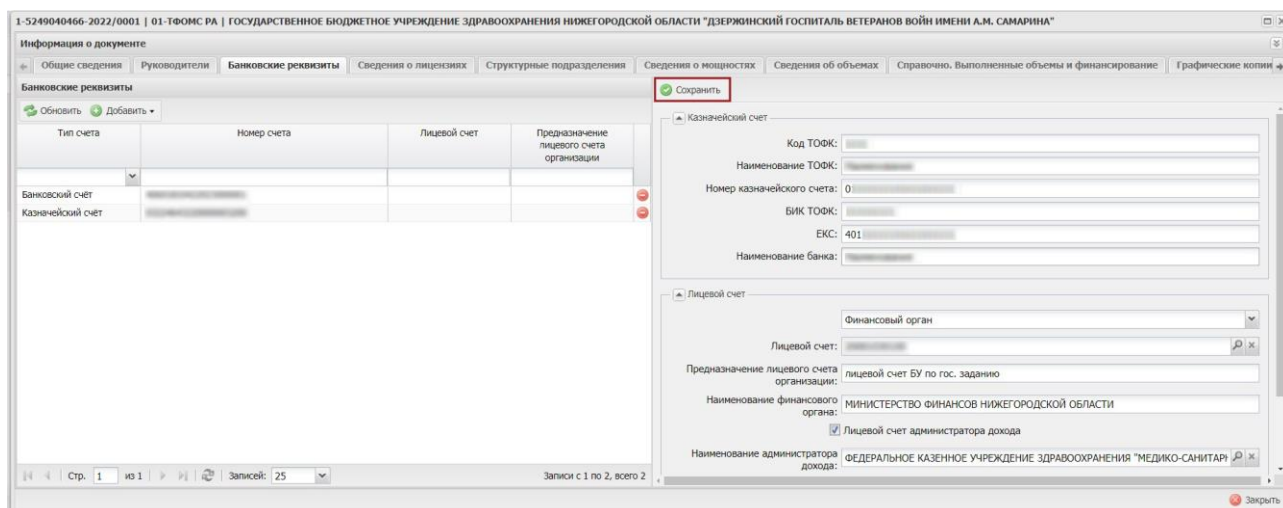 1-5249040466-2022/0001 | 01-ТФОМС РА | ГОСУДАРСТВЕННОЕ БЮДЖЕТНОЕ УЧРЕЖДЕНИЕ ЗДРАВООХРАНЕНИЯ НИЖЕГОРОДСКОЙ ОБЛАСТИ "ДЗЕРЖИНСКИЙ ГОСПИТАЛЬ ВЕТЕРАНОВ ВОЙН ИМЕНИ А.М. САМАРИНА"
Информация о документе
Общие сведения Руководители Банковские реквизиты Сведения о лицензиях Структурные подразделения Сведения о мощностях Сведения об объемах Справочно. Выполненные объемы и финансирование Графические копии
Банковские реквизиты
Обновить Добавить
Тип счета Номер счета Лицевой счет Предназначение лицевого счета организации
Банковский счёт
Казначейский счёт
Стр. 1 из 1 Записей: 25 Записи с 1 по 2, всего 2
Сохранить
Казначейский счет
Код ТОФК:
Наименование ТОФК:
Номер казначейского счета: 0
БИК ТОФК:
ЕКС: 401
Наименование банка:
Лицевой счет
Финансовый орган
Лицевой счет:
Предназначение лицевого счета организации: лицевой счет БУ по гос. заданию
Наименование финансового органа: МИНИСТЕРСТВО ФИНАНСОВ НИЖЕГОРОДСКОЙ ОБЛАСТИ
Лицевой счет администратора дохода
Наименование администратора дохода: ФЕДЕРАЛЬНОЕ КАЗЕННОЕ УЧРЕЖДЕНИЕ ЗДРАВООХРАНЕНИЯ "МЕДИКО-САНИТАРН
Закрыть